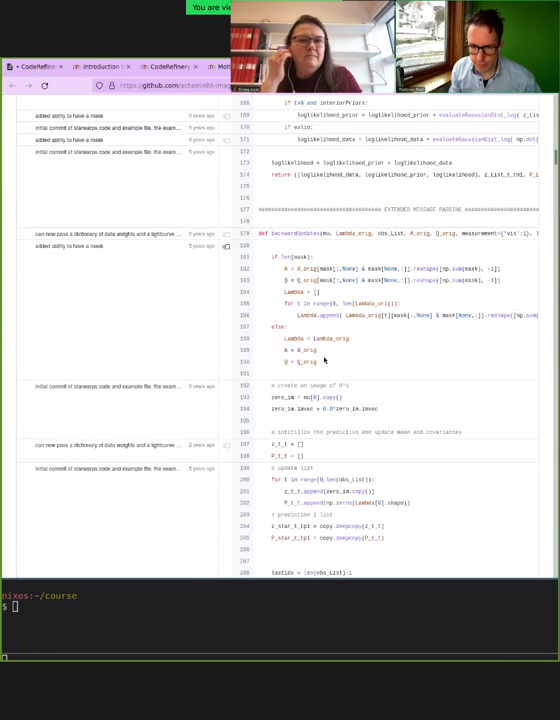 You are vie
• CodeRefine ×
Introduction t ×
CodeRefinery ×
Mot
https://github.com/achael/eht-imag
168 if t>0 and interiorPriors:
added ability to have a mask 5 years ago 169 loglikelihood_prior = loglikelihood_prior + evaluateGaussianDist_log( z_List
initial commit of starwarps code and example file. the exam… 5 years ago 170 if valid:
added ability to have a mask 5 years ago 171 loglikelihood_data = loglikelihood_data + evaluateGaussianDist_log( np.dot(
initial commit of starwarps code and example file. the exam… 5 years ago 172
173 loglikelihood = loglikelihood_prior + loglikelihood_data
174 return ((loglikelihood_data, loglikelihood_prior, loglikelihood), z_List_t_tm1, P_L
175
176
177 ################### EXTENDED MESSAGE PASSING ###################
178
can now pass a dictionary of data weights and a lightcurve … 2 years ago 179 def backwardUpdates(mu, Lambda_orig, obs_List, A_orig, Q_orig, measurement={'vis':1},
added ability to have a mask 5 years ago 180
181 if len(mask):
182 A = A_orig[mask[:,None] & mask[None,:]].reshape([np.sum(mask), -1])
183 Q = Q_orig[mask[:,None] & mask[None,:]].reshape([np.sum(mask), -1])
184 Lambda = []
185 for t in range(0, len(Lambda_orig)):
186 Lambda.append( Lambda_orig[t][mask[:,None] & mask[None,:]].reshape([np.sum(
187 else:
188 Lambda = Lambda_orig
189 A = A_orig
190 Q = Q_orig
191
initial commit of starwarps code and example file. the exam… 5 years ago 192 # create an image of 0's
193 zero_im = mu[0].copy()
194 zero_im.imvec = 0.0*zero_im.imvec
195
196 # intitilize the prediction and update mean and covariances
can now pass a dictionary of data weights and a lightcurve … 2 years ago 197 z_t_t = []
198 P_t_t = []
initial commit of starwarps code and example file. the exam… 5 years ago 199 # update list
200 for t in range(0,len(obs_List)):
201 z_t_t.append(zero_im.copy())
202 P_t_t.append(np.zeros(Lambda[0].shape))
203 # prediction t list
204 z_star_t_tp1 = copy.deepcopy(z_t_t)
205 P_star_t_tp1 = copy.deepcopy(P_t_t)
206
207
208 lastidx = len(obs_List)-1
nixos:~/course
$